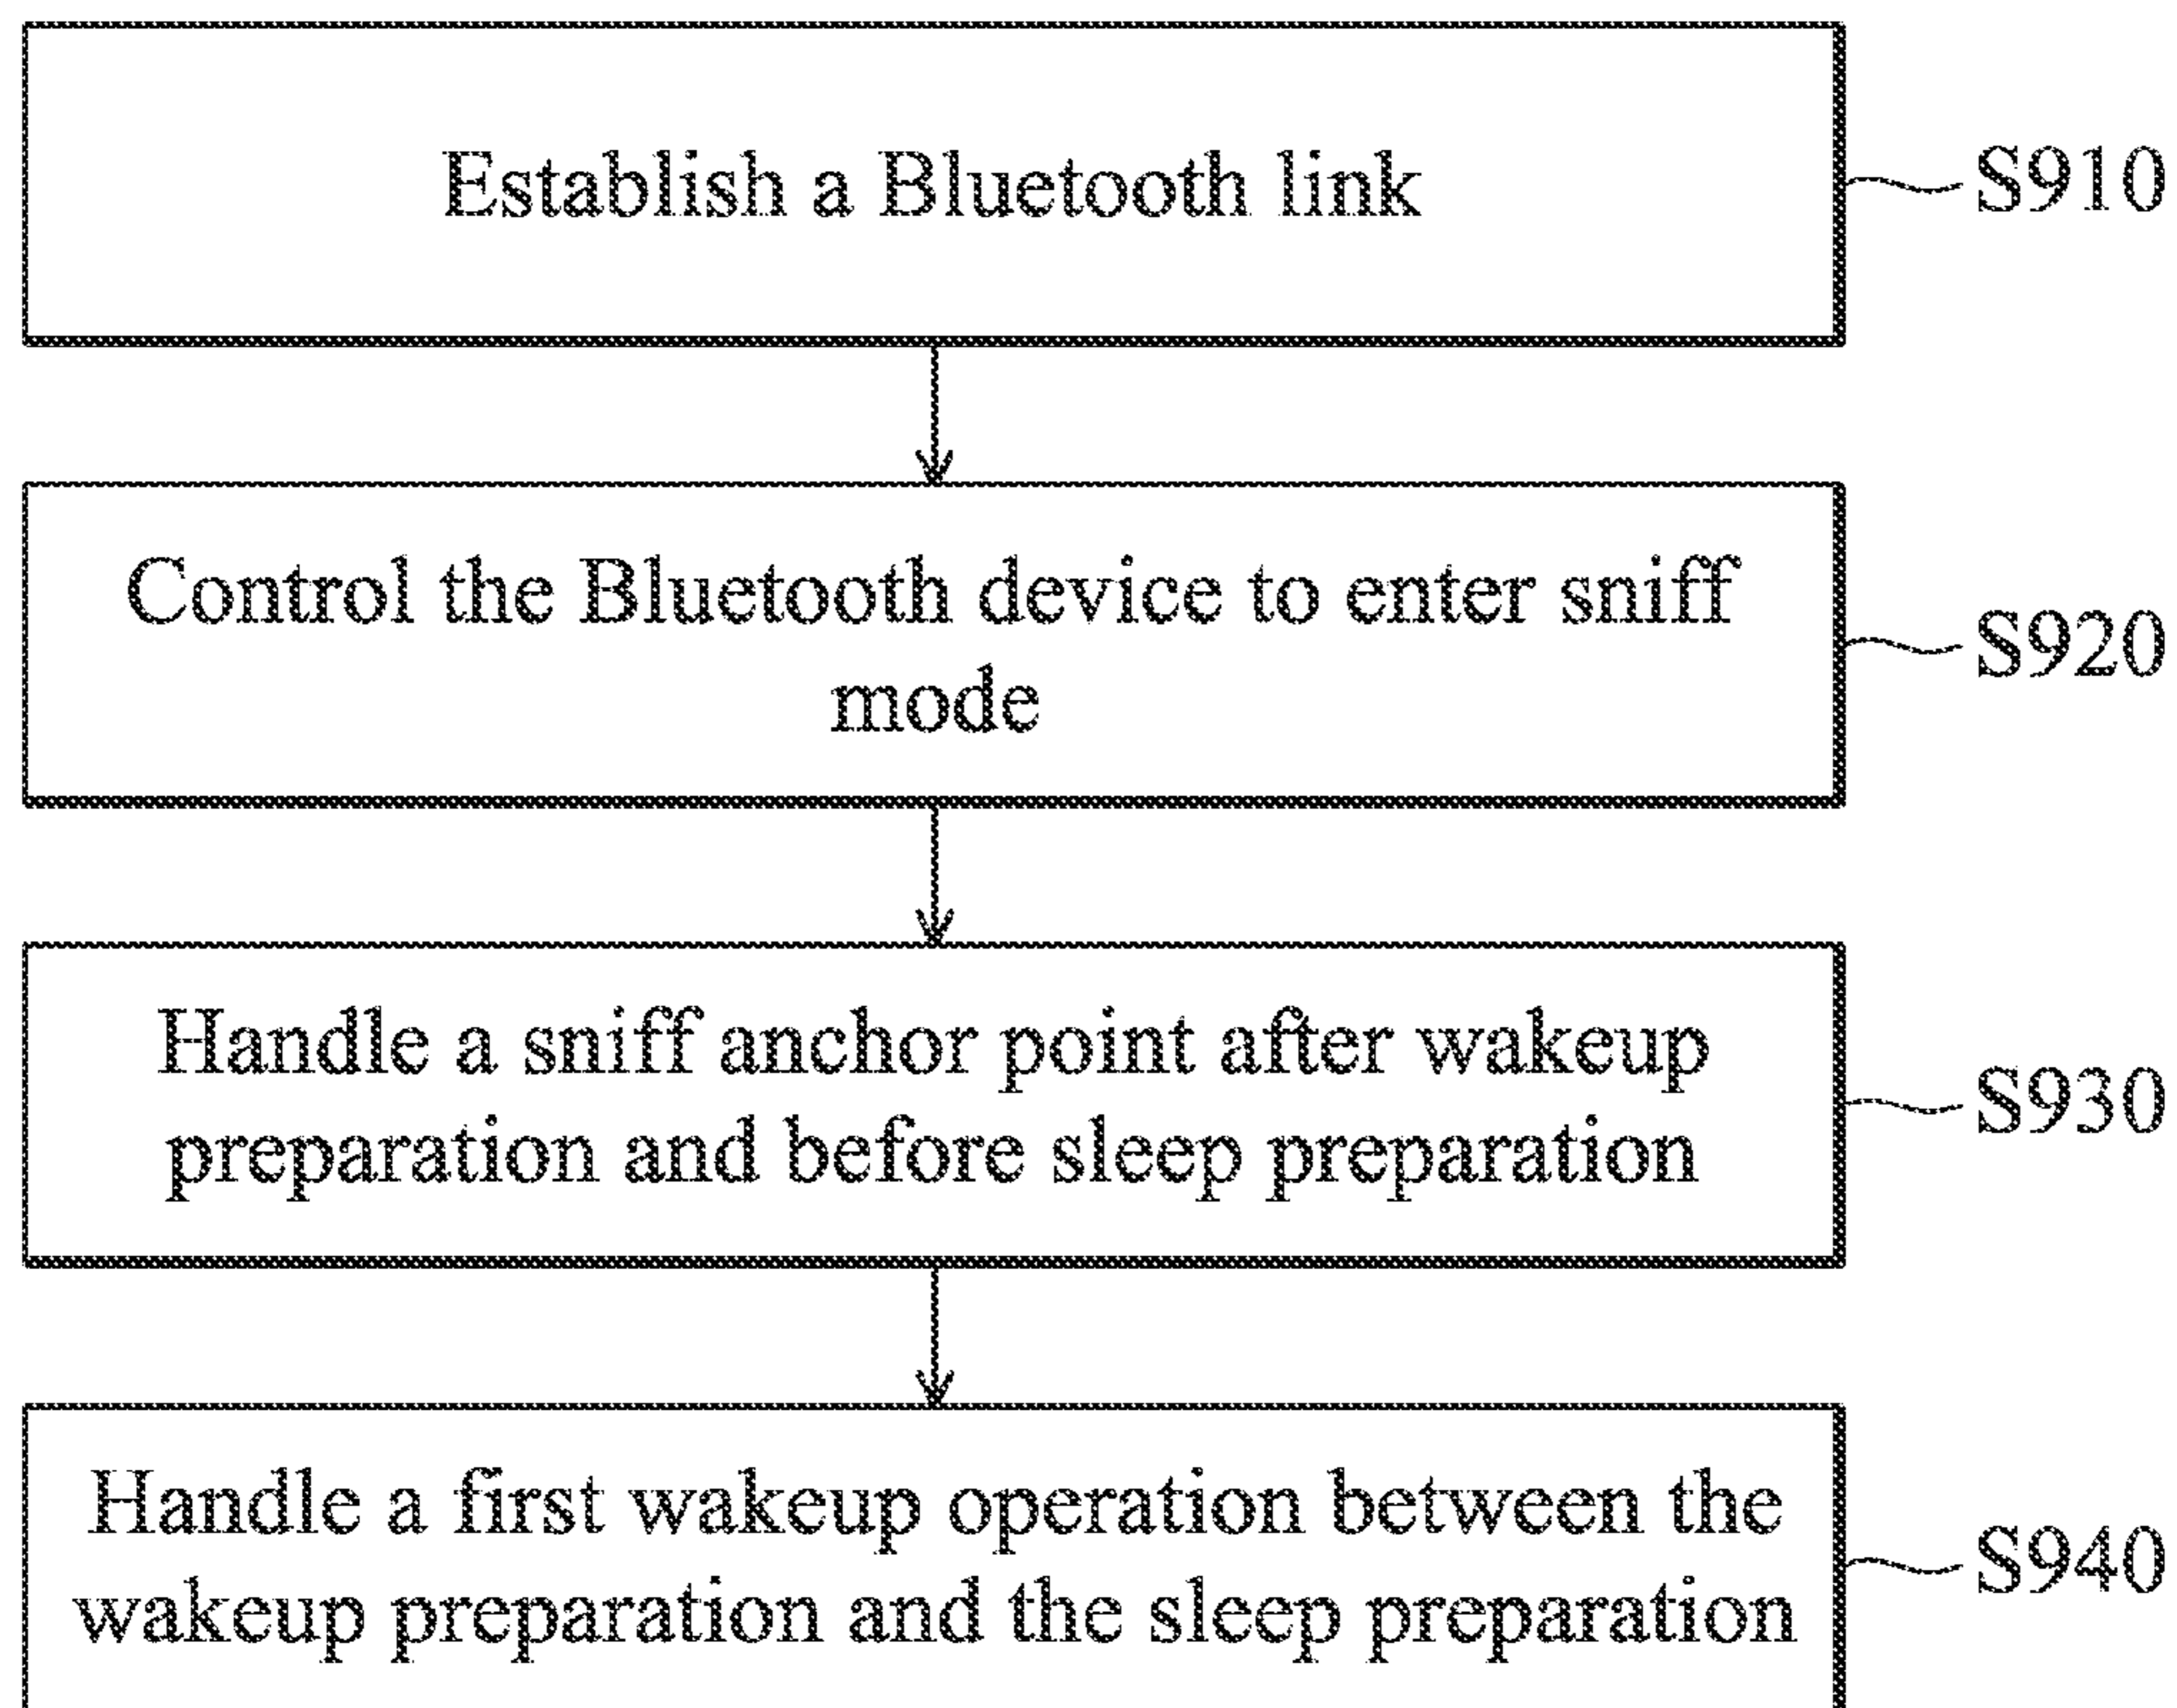 Establish a Bluetooth link
S910
Control the Bluetooth device to enter sniff
mode
S920
Handle a sniff anchor point after wakeup
preparation and before sleep preparation
S930
Handle a first wakeup operation between the
wakeup preparation and the sleep preparation
S940